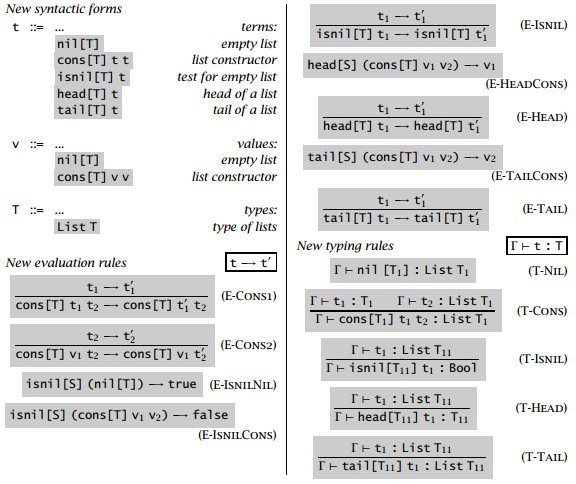 New syntactic forms
t ::= ... terms:
nil[T] empty list
cons[T] t t list constructor
isnil[T] t test for empty list
head[T] t head of a list
tail[T] t tail of a list
v ::= ... values:
nil[T] empty list
cons[T] v v list constructor
T ::= ... types:
List T type of lists
New evaluation rules t → t′
t₁ → t₁′
cons[T] t₁ t₂ → cons[T] t₁′ t₂ (E-CONS1)
t₂ → t₂′
cons[T] v₁ t₂ → cons[T] v₁ t₂′ (E-CONS2)
isnil[S] (nil[T]) → true (E-ISNILNIL)
isnil[S] (cons[T] v₁ v₂) → false
(E-ISNILCONS)
t₁ → t₁′
isnil[T] t₁ → isnil[T] t₁′ (E-ISNIL)
head[S] (cons[T] v₁ v₂) → v₁
(E-HEADCONS)
t₁ → t₁′
head[T] t₁ → head[T] t₁′ (E-HEAD)
tail[S] (cons[T] v₁ v₂) → v₂
(E-TAILCONS)
t₁ → t₁′
tail[T] t₁ → tail[T] t₁′ (E-TAIL)
New typing rules Γ ⊢ t : T
Γ ⊢ nil [T₁] : List T₁ (T-NIL)
Γ ⊢ t₁ : T₁ Γ ⊢ t₂ : List T₁
Γ ⊢ cons[T₁] t₁ t₂ : List T₁ (T-CONS)
Γ ⊢ t₁ : List T₁₁
Γ ⊢ isnil[T₁₁] t₁ : Bool (T-ISNIL)
Γ ⊢ t₁ : List T₁₁
Γ ⊢ head[T₁₁] t₁ : T₁₁ (T-HEAD)
Γ ⊢ t₁ : List T₁₁
Γ ⊢ tail[T₁₁] t₁ : List T₁₁ (T-TAIL)